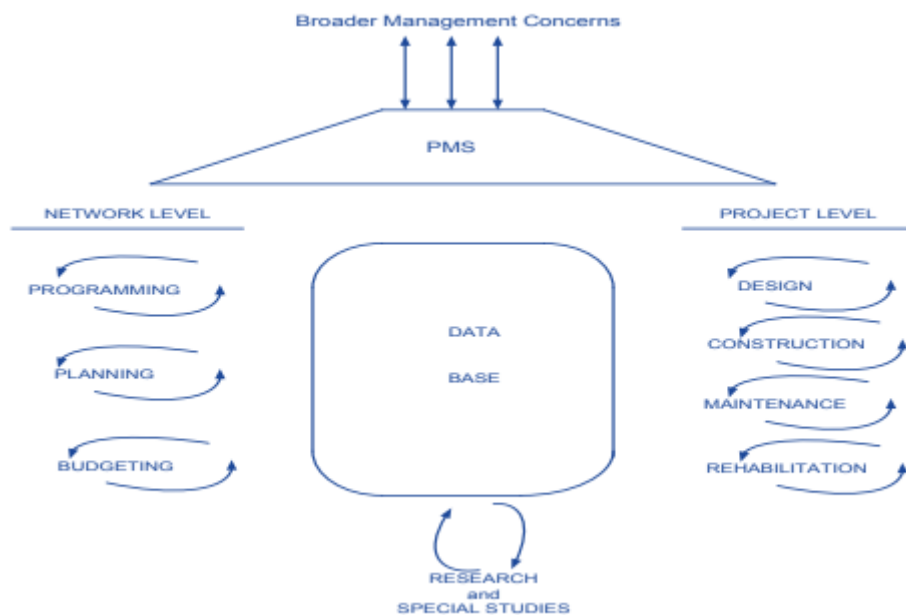 Broader Management Concerns
PMS
NETWORK LEVEL
PROJECT LEVEL
PROGRAMMING
PLANNING
BUDGETING
DATA
BASE
DESIGN
CONSTRUCTION
MAINTENANCE
REHABILITATION
RESEARCH
and
SPECIAL STUDIES